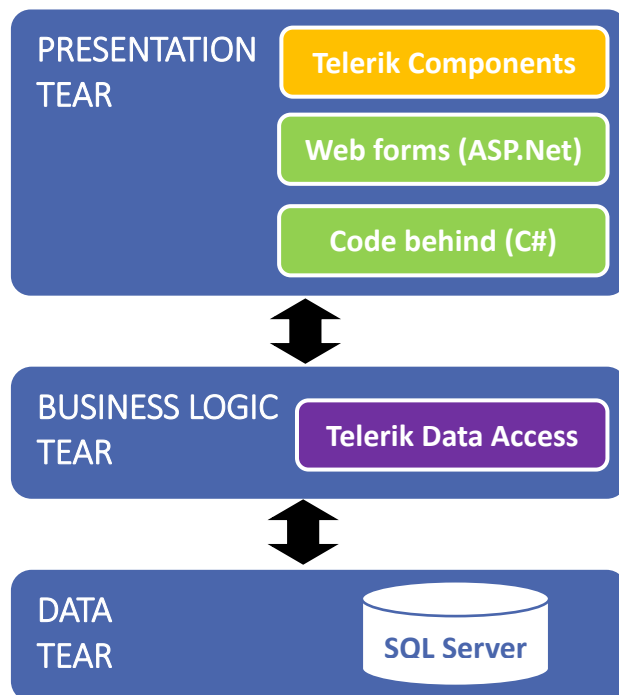 PRESENTATION
TEAR
Telerik Components
Web forms (ASP.Net)
Code behind (C#)
BUSINESS LOGIC
TEAR
Telerik Data Access
DATA
TEAR
SQL Server